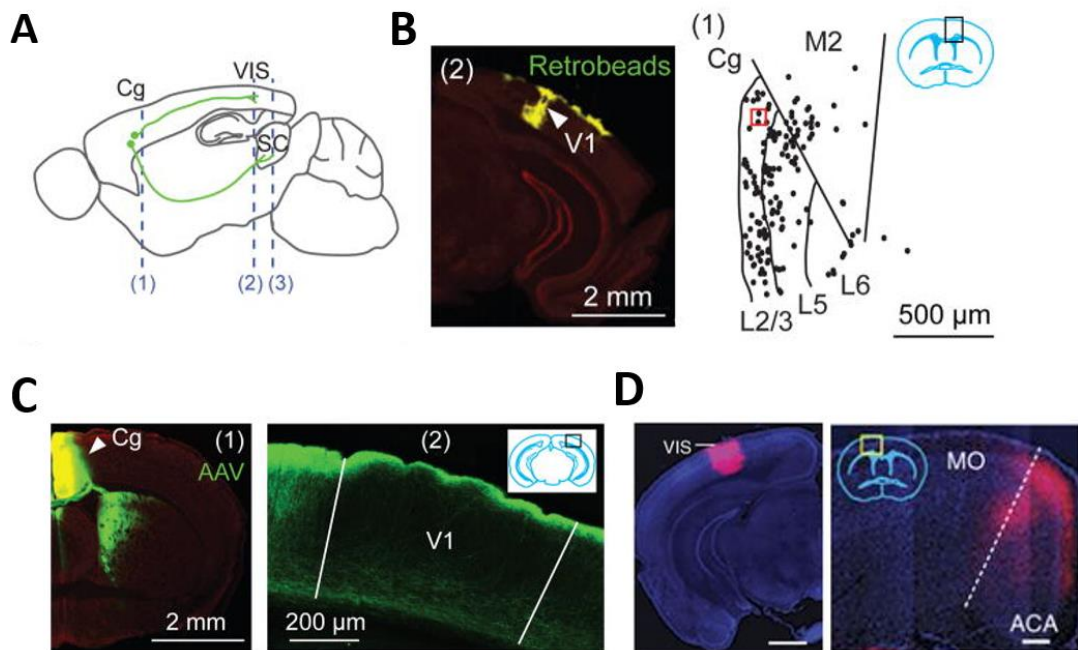 A
Cg
VIS
SC
(1)
(2)
(3)
B
(2)
Retrobeads
V1
2 mm
(1)
M2
Cg
L2/3
L5
L6
500 µm
C
Cg
(1)
AAV
2 mm
(2)
V1
200 µm
D
VIS
MO
ACA